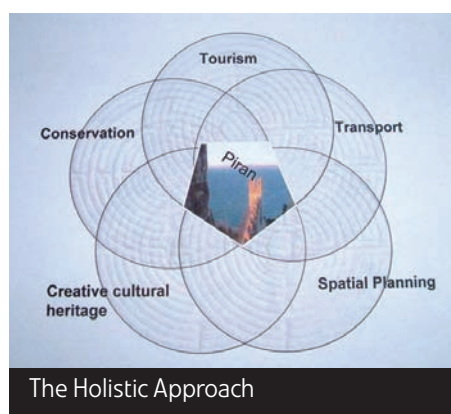 Tourism
Conservation
Transport
Piran
Creative cultural
heritage
Spatial Planning
The Holistic Approach